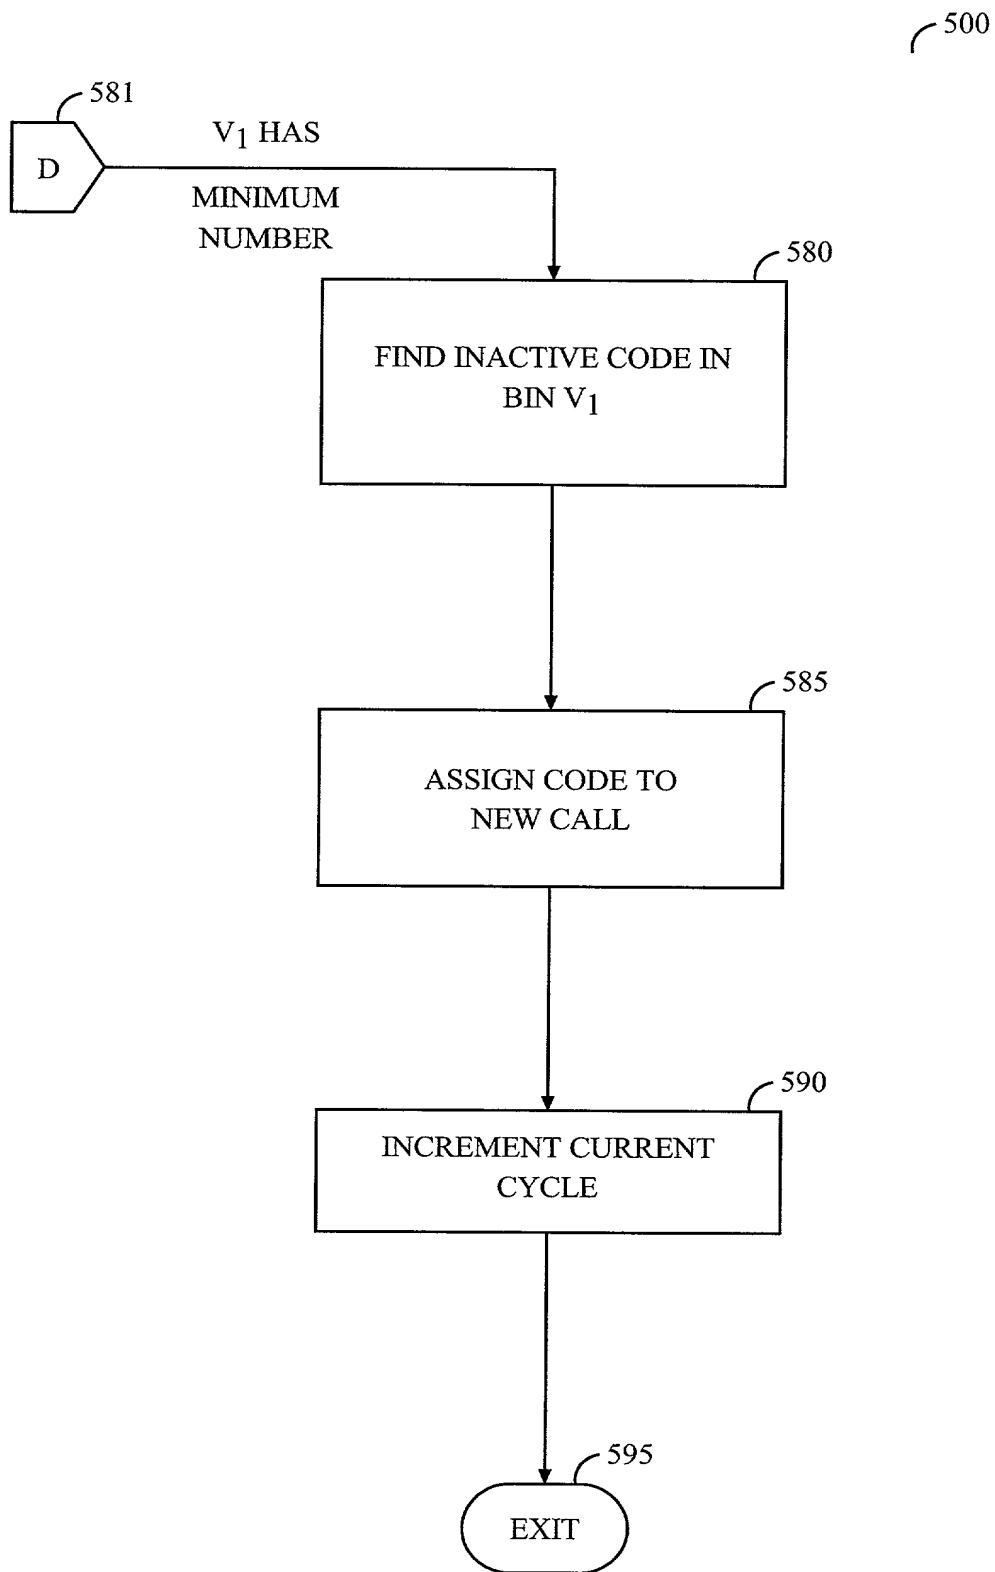 500
581
D
V1 HAS
MINIMUM
NUMBER
580
FIND INACTIVE CODE IN
BIN V1
585
ASSIGN CODE TO
NEW CALL
590
INCREMENT CURRENT
CYCLE
595
EXIT